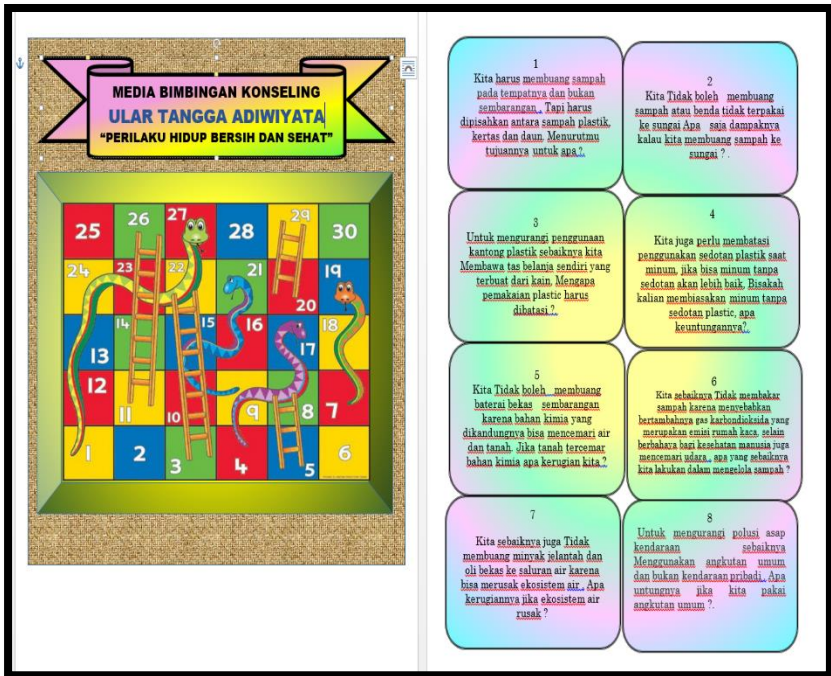 MEDIA BIMBINGAN KONSELING
ULAR TANGGA ADIWIYATA
“PERILAKU HIDUP BERSIH DAN SEHAT”
25 26 27 28 29 30
24 23 22 21 20 19
13 14 15 16 17 18
12 11 10 9 8 7
1 2 3 4 5 6
1
Kita harus membuang sampah
pada tempatnya dan bukan
sembarangan . Tapi harus
dipisahkan antara sampah plastik,
kertas dan daun. Menurutmu
tujuannya untuk apa ?.
2
Kita Tidak boleh membuang
sampah atau benda tidak terpakai
ke sungai Apa saja dampaknya
kalau kita membuang sampah ke
sungai ? .
3
Untuk mengurangi penggunaan
kantong plastik sebaiknya kita
Membawa tas belanja sendiri yang
terbuat dari kain. Mengapa
pemakaian plastic harus
dibatasi ?.
4
Kita juga perlu membatasi
penggunakan sedotan plastik saat
minum, jika bisa minum tanpa
sedotan akan lebih baik. Bisakah
kalian membiasakan minum tanpa
sedotan plastic, apa
keuntungannya?.
5
Kita Tidak boleh membuang
baterai bekas sembarangan
karena bahan kimia yang
dikandungnya bisa mencemari air
dan tanah. Jika tanah tercemar
bahan kimia apa kerugian kita ?
6
Kita sebaiknya Tidak membakar
sampah karena menyebabkan
bertambahnya gas karbondioksida yang
merupakan emisi rumah kaca, selain
berbahaya bagi kesehatan manusia juga
mencemari udara , apa yang sebaiknya
kita lakukan dalam mengelola sampah ?
7
Kita sebaiknya juga Tidak
membuang minyak jelantah dan
oli bekas ke saluran air karena
bisa merusak ekosistem air . Apa
kerugiannya jika ekosistem air
rusak ?
8
Untuk mengurangi polusi asap
kendaraan sebaiknya
Menggunakan angkutan umum
dan bukan kendaraan pribadi . Apa
untungnya jika kita pakai
angkutan umum ?.